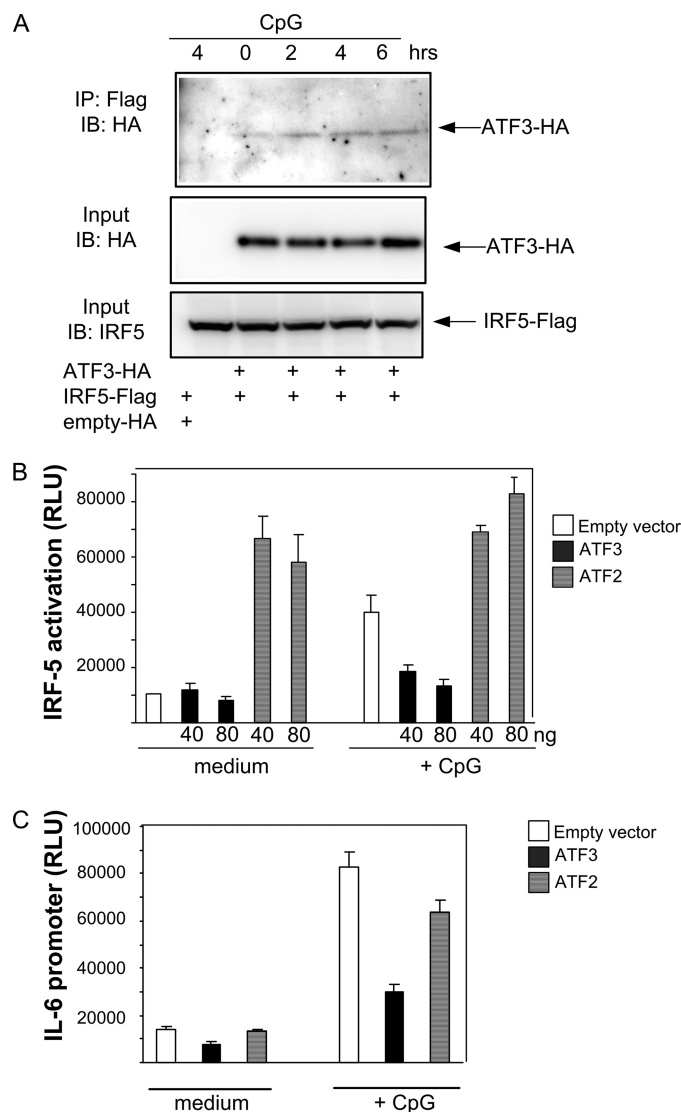 A
CpG
4 0 2 4 6 hrs
IP: Flag
IB: HA
ATF3-HA
Input
IB: HA
ATF3-HA
Input
IB: IRF5
IRF5-Flag
ATF3-HA + + + +
IRF5-Flag + + + + +
empty-HA +
B
IRF-5 activation (RLU)
80000
60000
40000
20000
Empty vector
ATF3
ATF2
40 80 40 80 40 80 40 80 ng
medium + CpG
C
IL-6 promoter (RLU)
100000
80000
60000
40000
20000
Empty vector
ATF3
ATF2
medium + CpG